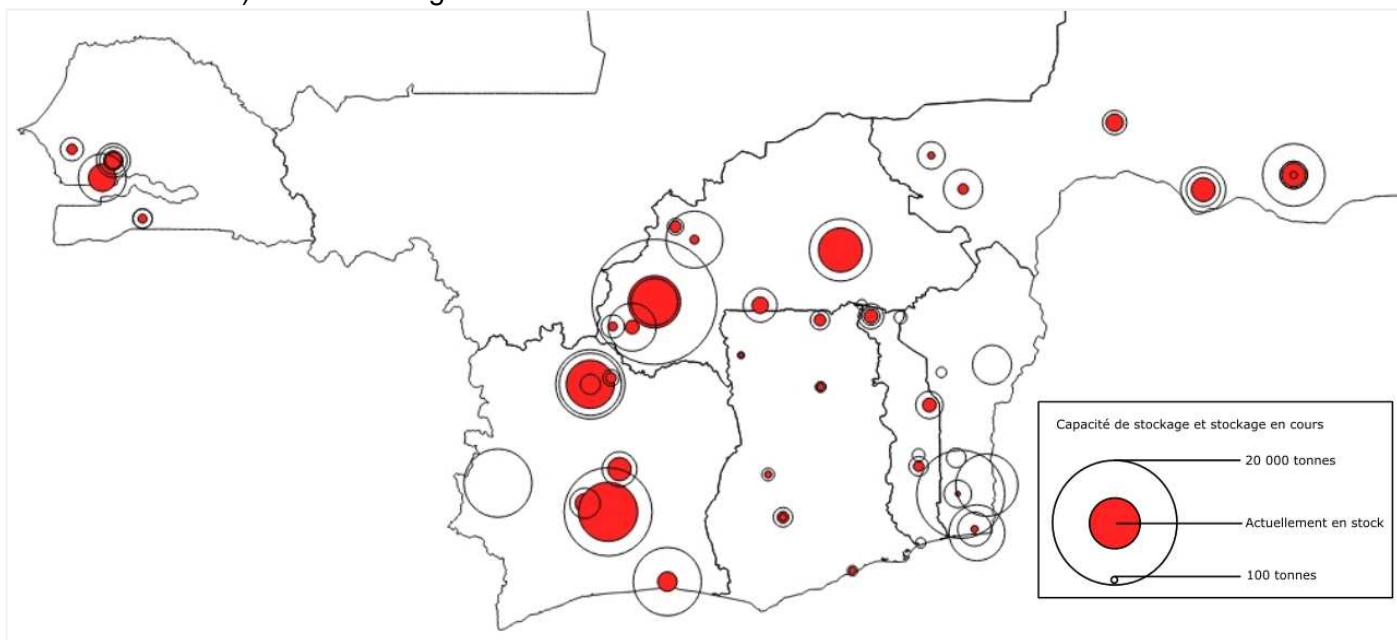 Capacité de stockage et stockage en cours
20 000 tonnes
Actuellement en stock
100 tonnes